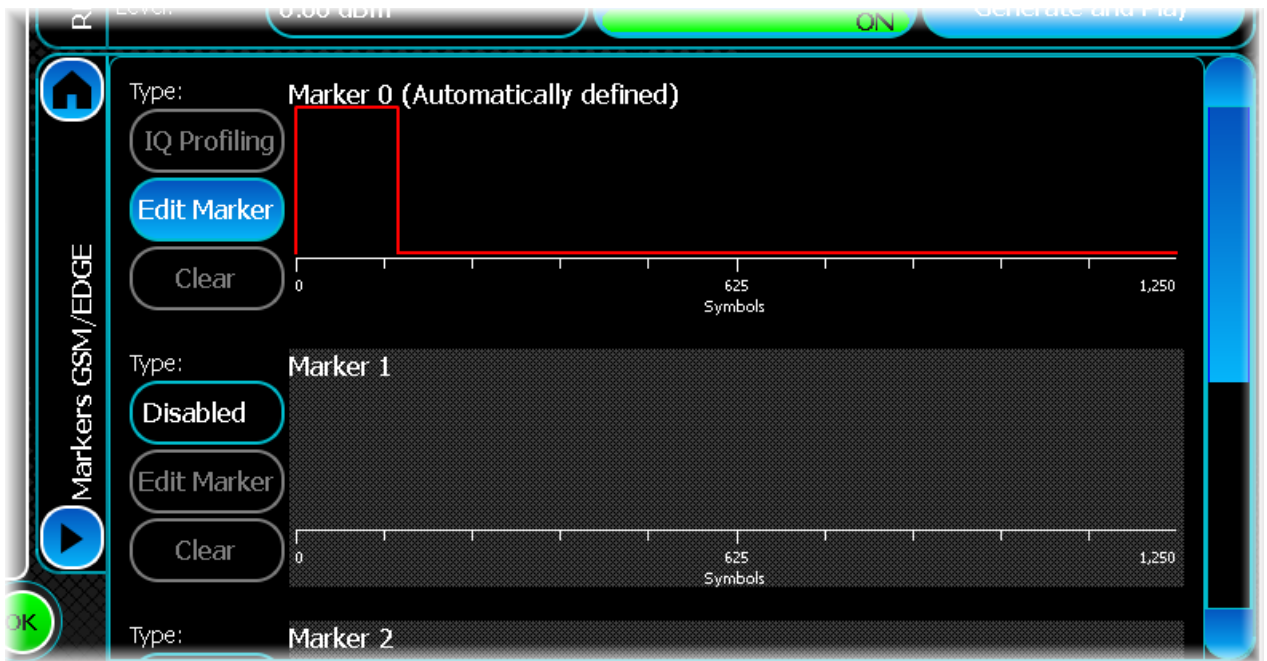 Level:
0.00 dBm
ON
Generate and Play
Type:
Marker 0 (Automatically defined)
IQ Profiling
Edit Marker
Clear
0
625
1,250
Symbols
Markers GSM/EDGE
Type:
Marker 1
Disabled
Edit Marker
Clear
0
625
1,250
Symbols
OK
Type:
Marker 2